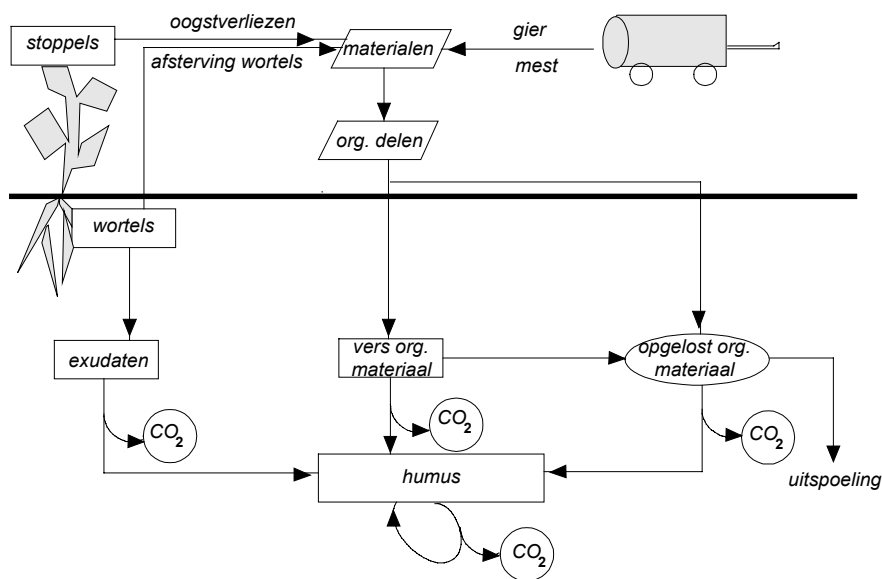 stoppels
oogstverliezen
afsterving wortels
materialen
gier
mest
org. delen
wortels
exudaten
vers org.
materiaal
opgelost org.
materiaal
CO2
CO2
CO2
humus
uitspoeling
CO2